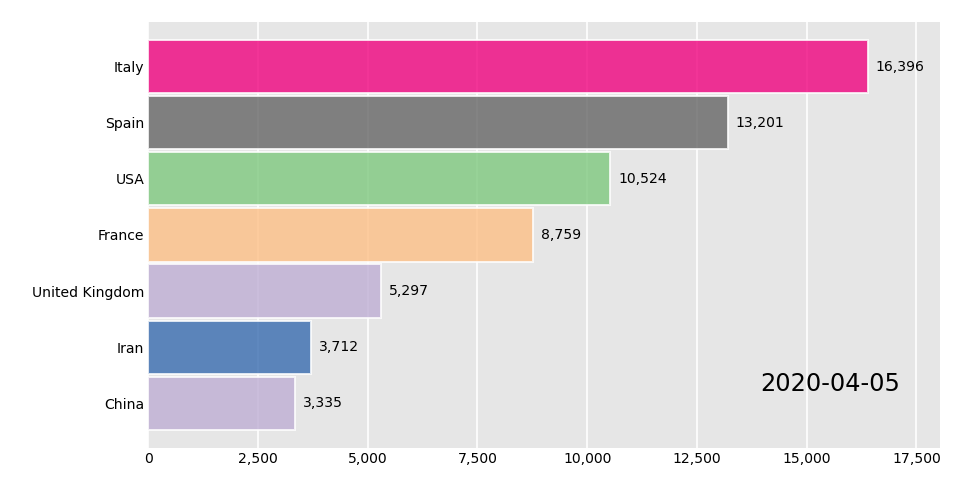 Italy 16,396
Spain 13,201
USA 10,524
France 8,759
United Kingdom 5,297
Iran 3,712
2020-04-05
China 3,335
0 2,500 5,000 7,500 10,000 12,500 15,000 17,500